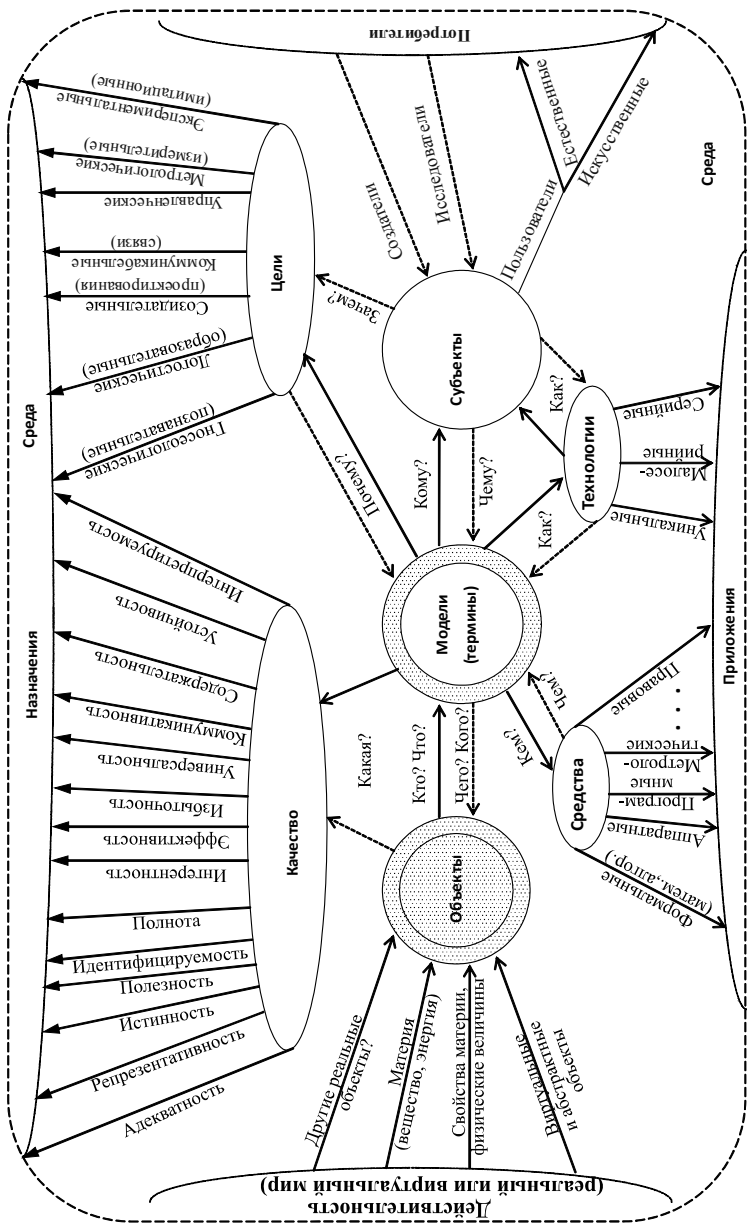 Назначения
Среда
Адекватность
Репрезентативность
Истинность
Полезность
Идентифицируемость
Полнота
Ингрентность
Эффективность
Избыточность
Универсальность
Коммуникативность
Содержательность
Устойчивость
Интерпретируемость
Гносеологические
(познавательные)
Логостические
(образовательные)
Созидательные
(проектирования)
Коммуникабельные
(связи)
Управленческие
Метрологические
(измерительные)
Экспериментальные
(имитационные)
Качество
Цели
Какая?
Почему?
Зачем?
Действительность
(реальный или виртуальный мир)
Другие реальные
объекты?
Материя
(вещество, энергия)
Свойства материи,
физические величины
Виртуальные
и абстрактные
объекты
Объекты
Кто? Что?
Чего? Кого?
Модели
(термины)
Кому?
Чему?
Субъекты
Создатели
Исследователи
Потребители
Пользователи
Естественные
Искусственные
Кем?
Чем?
Как?
Как?
Средства
Технологии
Формальные
(матем.,алгор.)
Аппаратные
Програм-
мные
Метроло-
гические
. . . .
Правовые
Уникальные
Малосе-
рийные
Серийные
Приложения
Среда